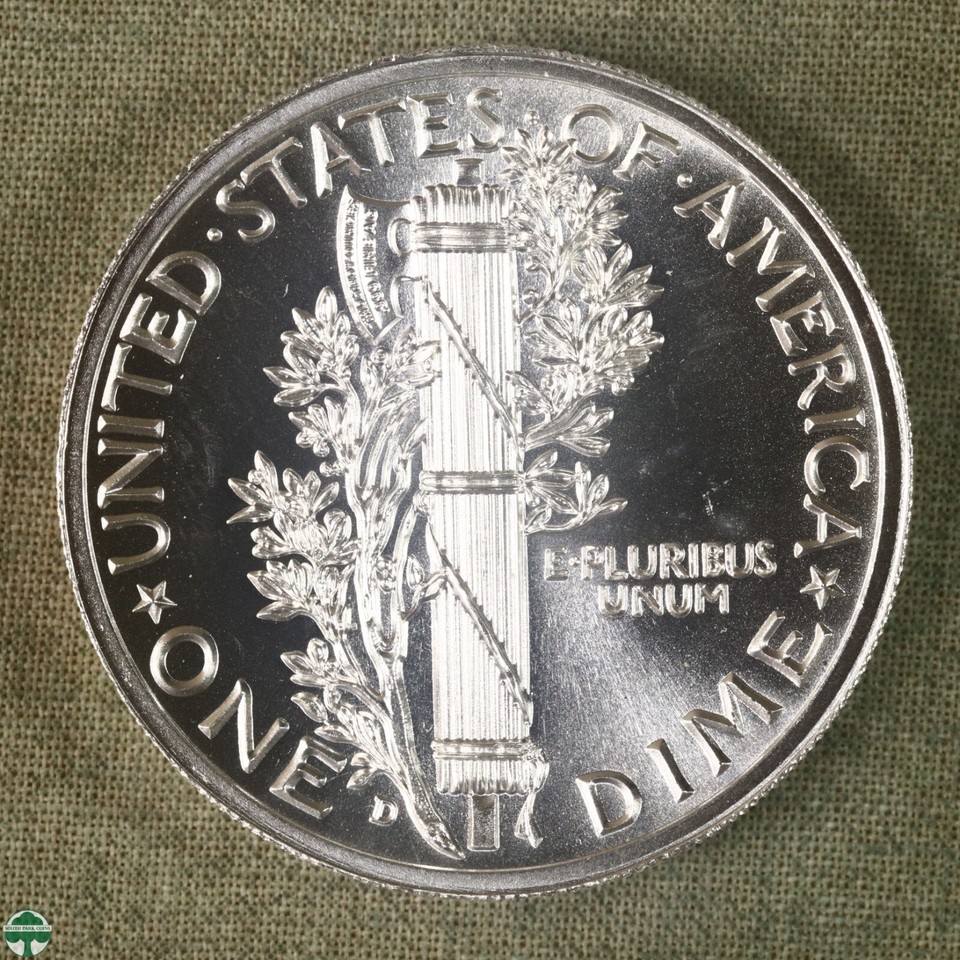 UNITED·STATES·OF·AMERICA
E·PLURIBUS
UNUM
ONE DIME
D